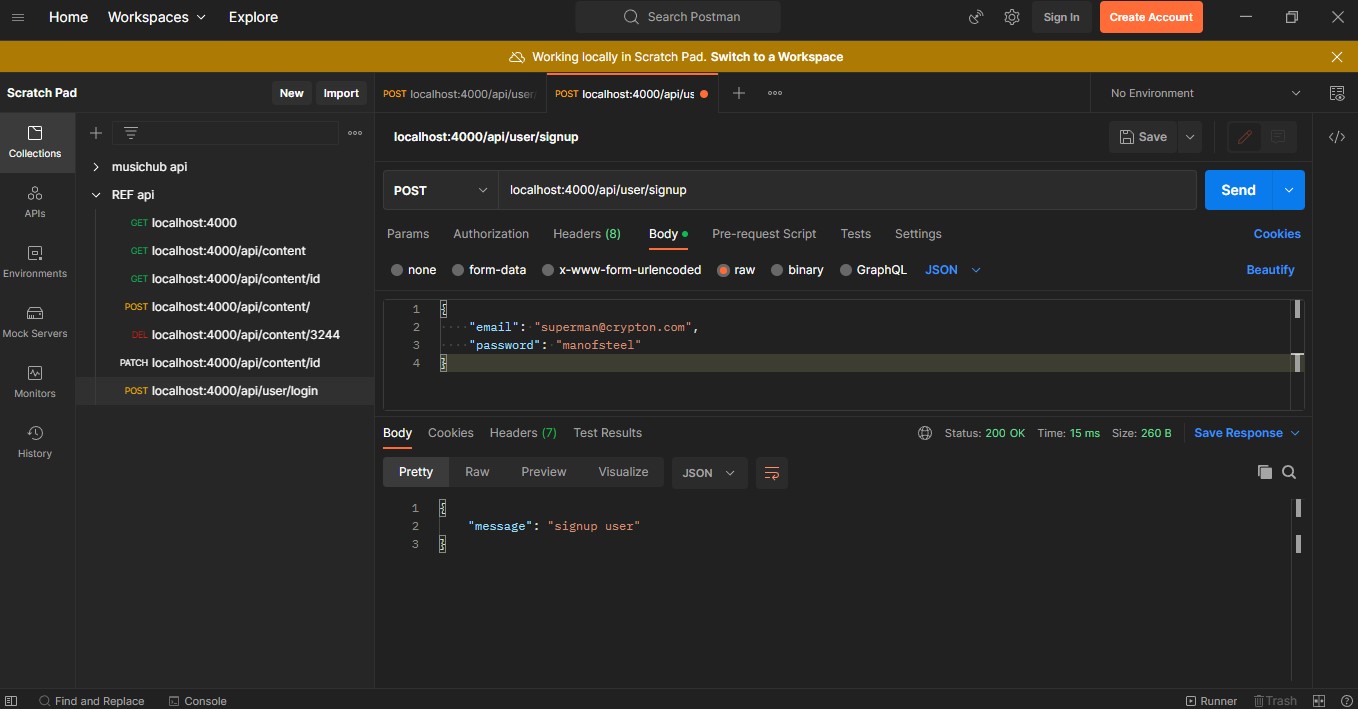 Home Workspaces Explore Search Postman Sign In Create Account
Working locally in Scratch Pad. Switch to a Workspace
Scratch Pad New Import
POST localhost:4000/api/user POST localhost:4000/api/us No Environment
Collections
APIs
Environments
Mock Servers
Monitors
History
musichub api
REF api
GET localhost:4000
GET localhost:4000/api/content
GET localhost:4000/api/content/id
POST localhost:4000/api/content/
DEL localhost:4000/api/content/3244
PATCH localhost:4000/api/content/id
POST localhost:4000/api/user/login
localhost:4000/api/user/signup Save
POST localhost:4000/api/user/signup Send
Params Authorization Headers (8) Body Pre-request Script Tests Settings Cookies
none form-data x-www-form-urlencoded raw binary GraphQL JSON Beautify
1 {
2 ····"email":·"superman@crypton.com",
3 ····"password":·"manofsteel"
4 }
Body Cookies Headers (7) Test Results Status: 200 OK Time: 15 ms Size: 260 B Save Response
Pretty Raw Preview Visualize JSON
1 {
2 "message": "signup user"
3 }
Find and Replace Console Runner Trash